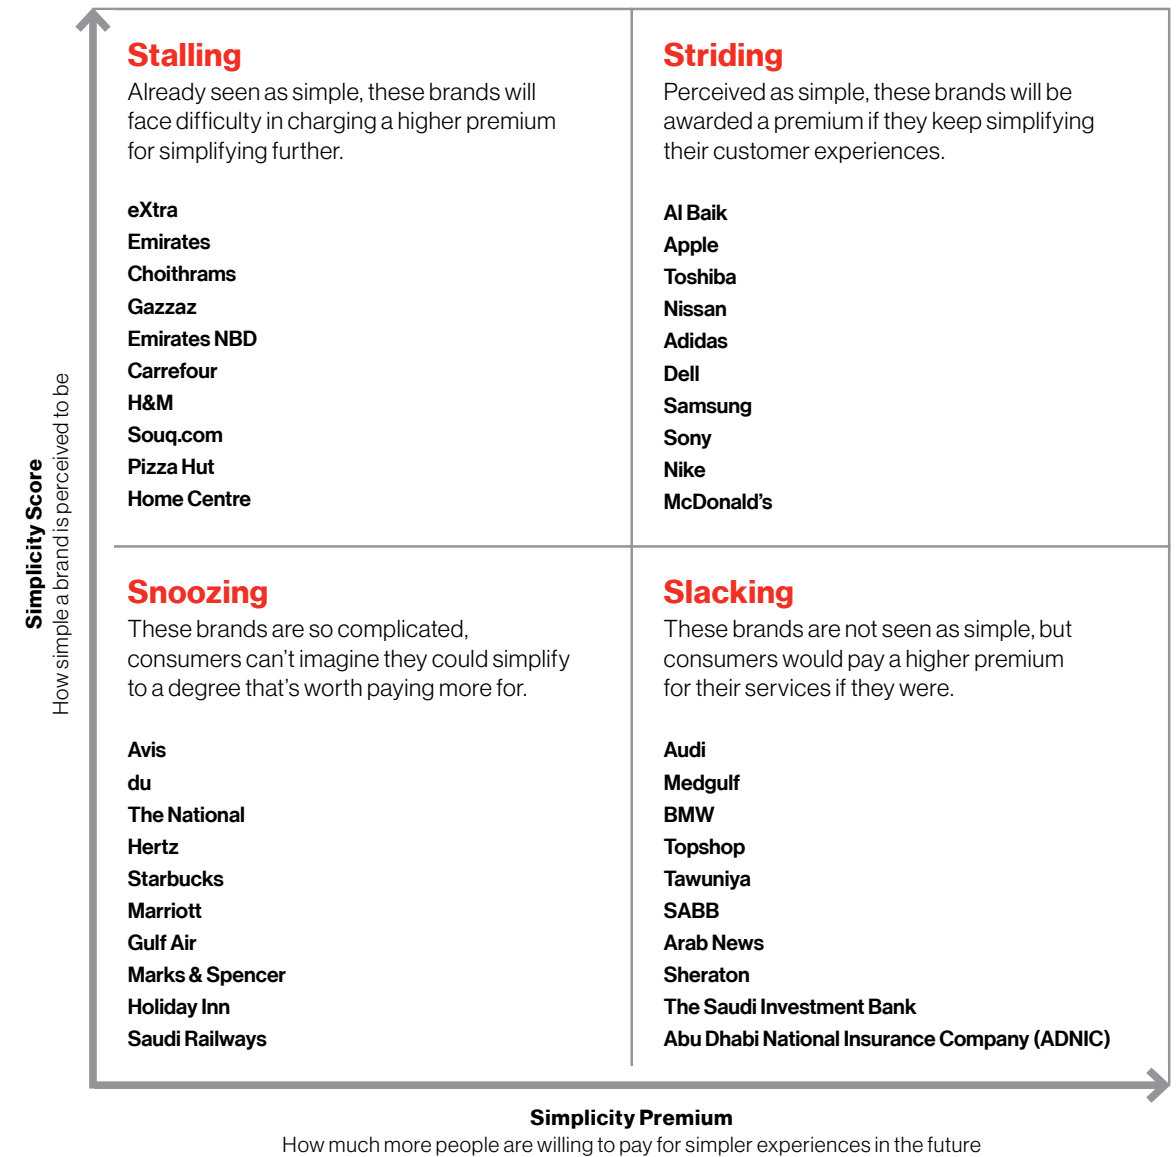 Stalling
Already seen as simple, these brands will
face difficulty in charging a higher premium
for simplifying further.
eXtra
Emirates
Choithrams
Gazzaz
Emirates NBD
Carrefour
H&M
Souq.com
Pizza Hut
Home Centre
Striding
Perceived as simple, these brands will be
awarded a premium if they keep simplifying
their customer experiences.
Al Baik
Apple
Toshiba
Nissan
Adidas
Dell
Samsung
Sony
Nike
McDonald's
Snoozing
These brands are so complicated,
consumers can't imagine they could simplify
to a degree that's worth paying more for.
Avis
du
The National
Hertz
Starbucks
Marriott
Gulf Air
Marks & Spencer
Holiday Inn
Saudi Railways
Slacking
These brands are not seen as simple, but
consumers would pay a higher premium
for their services if they were.
Audi
Medgulf
BMW
Topshop
Tawuniya
SABB
Arab News
Sheraton
The Saudi Investment Bank
Abu Dhabi National Insurance Company (ADNIC)
Simplicity Score
How simple a brand is perceived to be
Simplicity Premium
How much more people are willing to pay for simpler experiences in the future